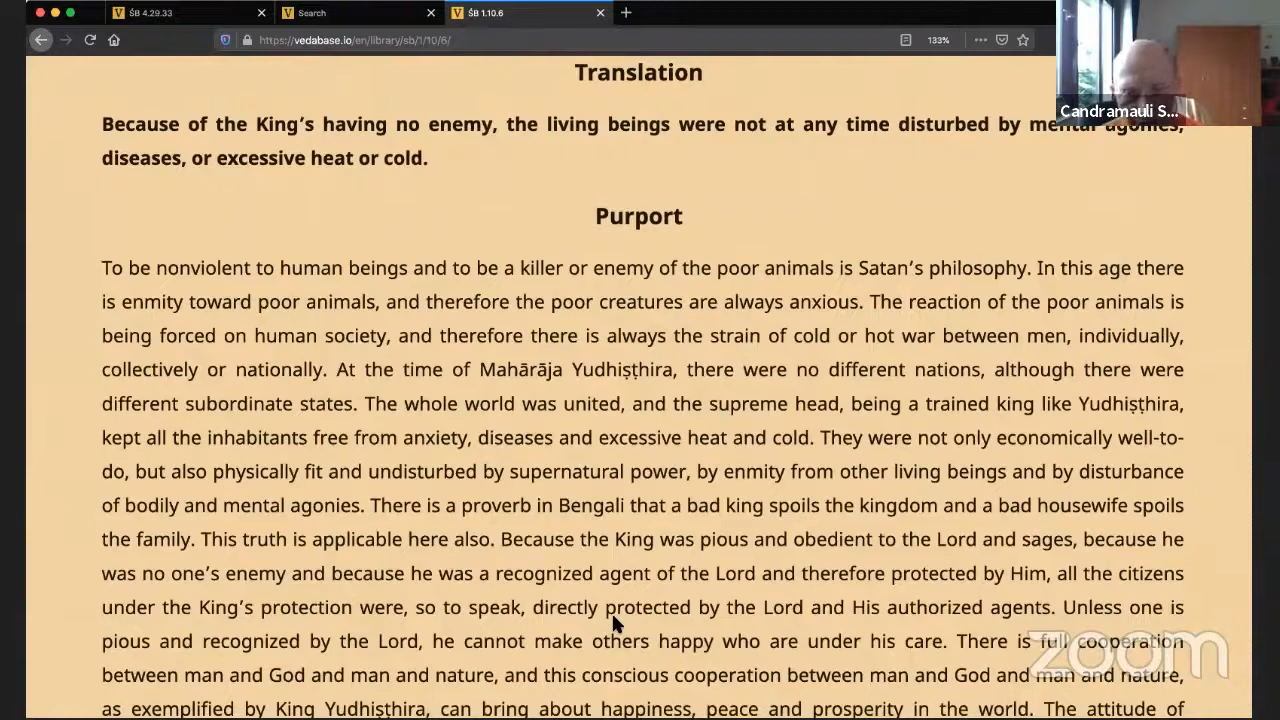 ŚB 4.29.33
Search
ŚB 1.10.6
https://vedabase.io/en/library/sb/1/10/6/
133%
Candramauli S...
Translation
Because of the King's having no enemy, the living beings were not at any time disturbed by mental agonies,
diseases, or excessive heat or cold.
Purport
To be nonviolent to human beings and to be a killer or enemy of the poor animals is Satan's philosophy. In this age there
is enmity toward poor animals, and therefore the poor creatures are always anxious. The reaction of the poor animals is
being forced on human society, and therefore there is always the strain of cold or hot war between men, individually,
collectively or nationally. At the time of Mahārāja Yudhiṣṭhira, there were no different nations, although there were
different subordinate states. The whole world was united, and the supreme head, being a trained king like Yudhiṣṭhira,
kept all the inhabitants free from anxiety, diseases and excessive heat and cold. They were not only economically well-to-
do, but also physically fit and undisturbed by supernatural power, by enmity from other living beings and by disturbance
of bodily and mental agonies. There is a proverb in Bengali that a bad king spoils the kingdom and a bad housewife spoils
the family. This truth is applicable here also. Because the King was pious and obedient to the Lord and sages, because he
was no one's enemy and because he was a recognized agent of the Lord and therefore protected by Him, all the citizens
under the King's protection were, so to speak, directly protected by the Lord and His authorized agents. Unless one is
pious and recognized by the Lord, he cannot make others happy who are under his care. There is full cooperation
between man and God and man and nature, and this conscious cooperation between man and God and man and nature,
as exemplified by King Yudhiṣṭhira, can bring about happiness, peace and prosperity in the world. The attitude of
zoom